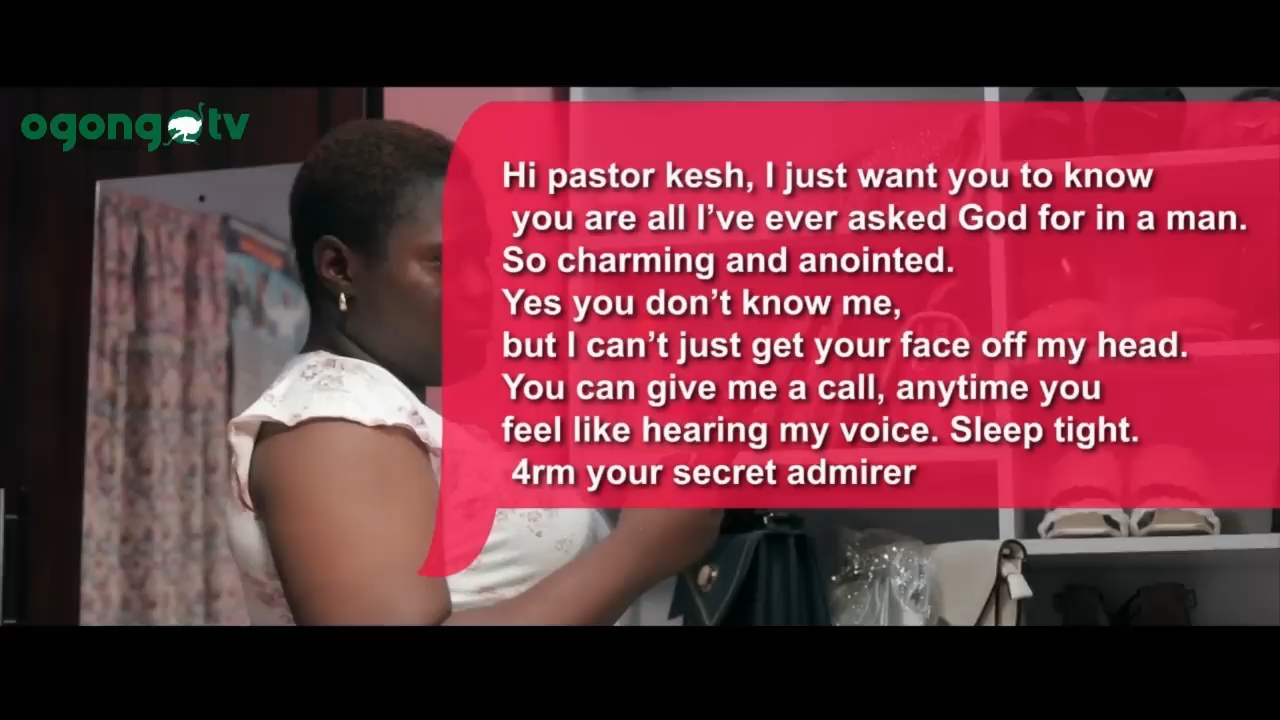 ogongotv
Hi pastor kesh, I just want you to know
you are all I’ve ever asked God for in a man.
So charming and anointed.
Yes you don’t know me,
but I can’t just get your face off my head.
You can give me a call, anytime you
feel like hearing my voice. Sleep tight.
4rm your secret admirer